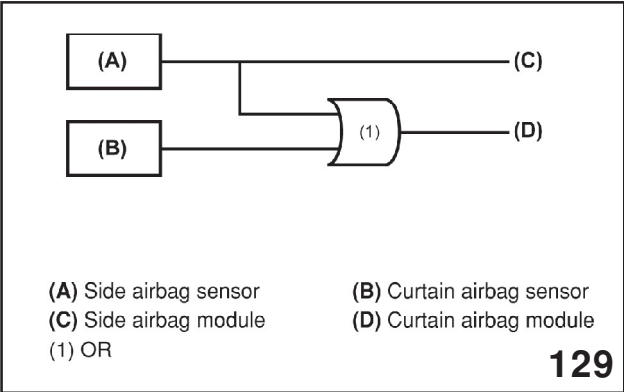 (A) (C)
(1) (D)
(B)
(A) Side airbag sensor (B) Curtain airbag sensor
(C) Side airbag module (D) Curtain airbag module
(1) OR
129